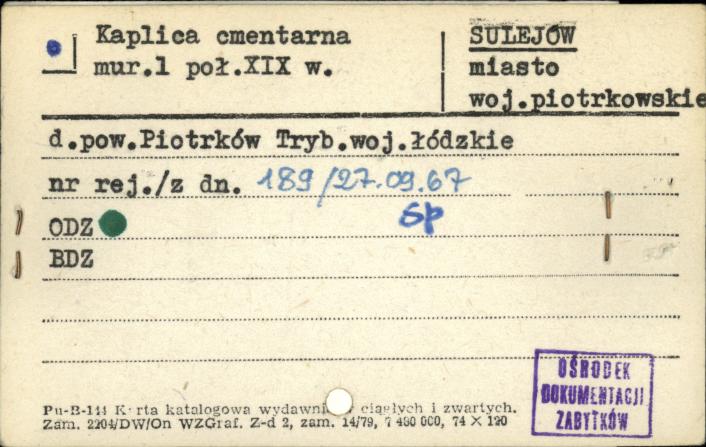 Kaplica cmentarna
mur.1 poł.XIX w.
SULEJÓW
miasto
woj.piotrkowskie
d.pow.Piotrków Tryb.woj.łódzkie
nr rej./z dn. 189/27.09.67
Sp
ODZ
BDZ
OŚRODEK
DOKUMENTACJI
ZABYTKÓW
Pu-B-144 Karta katalogowa ciągłych i zwartych.
Zam. 2204/DW/On WZGraf. Z-d 2, zam. 14/79, 7 480 000, 74 X 120